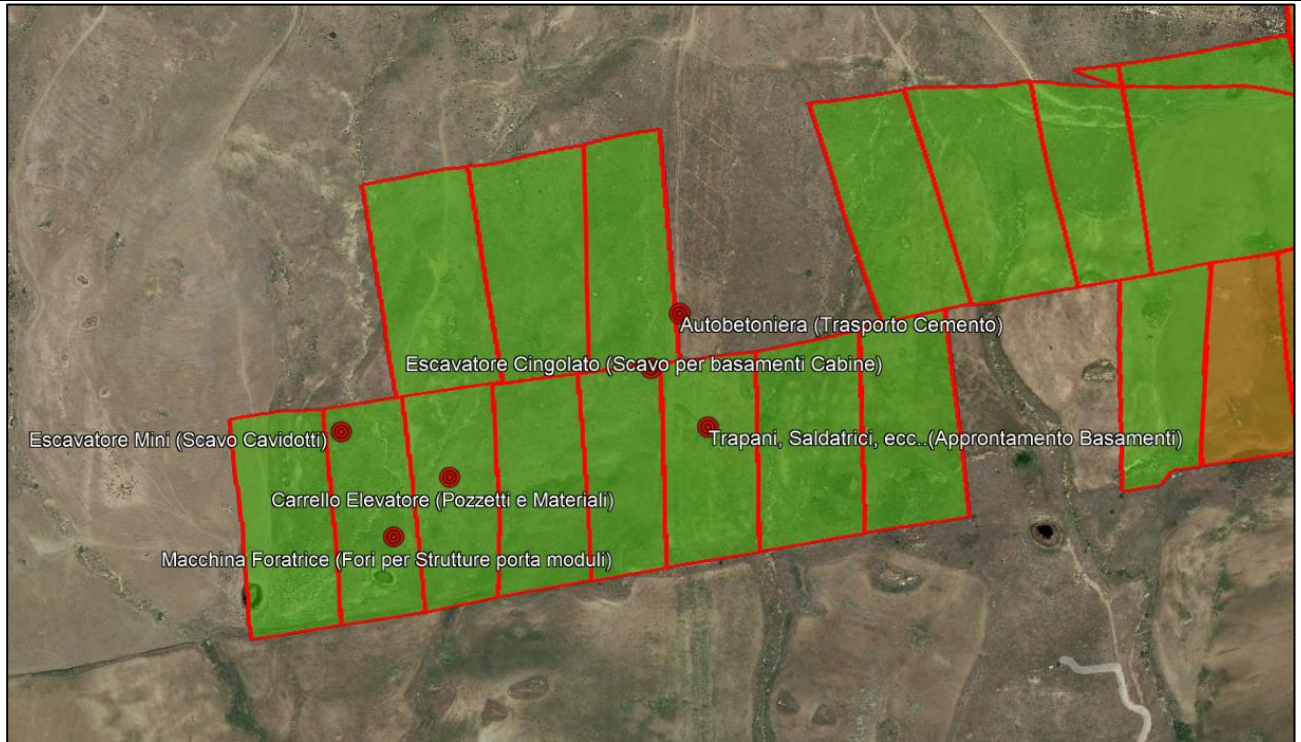 Autobetoniera (Trasporto Cemento)
Escavatore Cingolato (Scavo per basamenti Cabine)
Escavatore Mini (Scavo Cavidotti)
Trapani, Saldatrici, ecc..(Approntamento Basamenti)
Carrello Elevatore (Pozzetti e Materiali)
Macchina Foratrice (Fori per Strutture porta moduli)